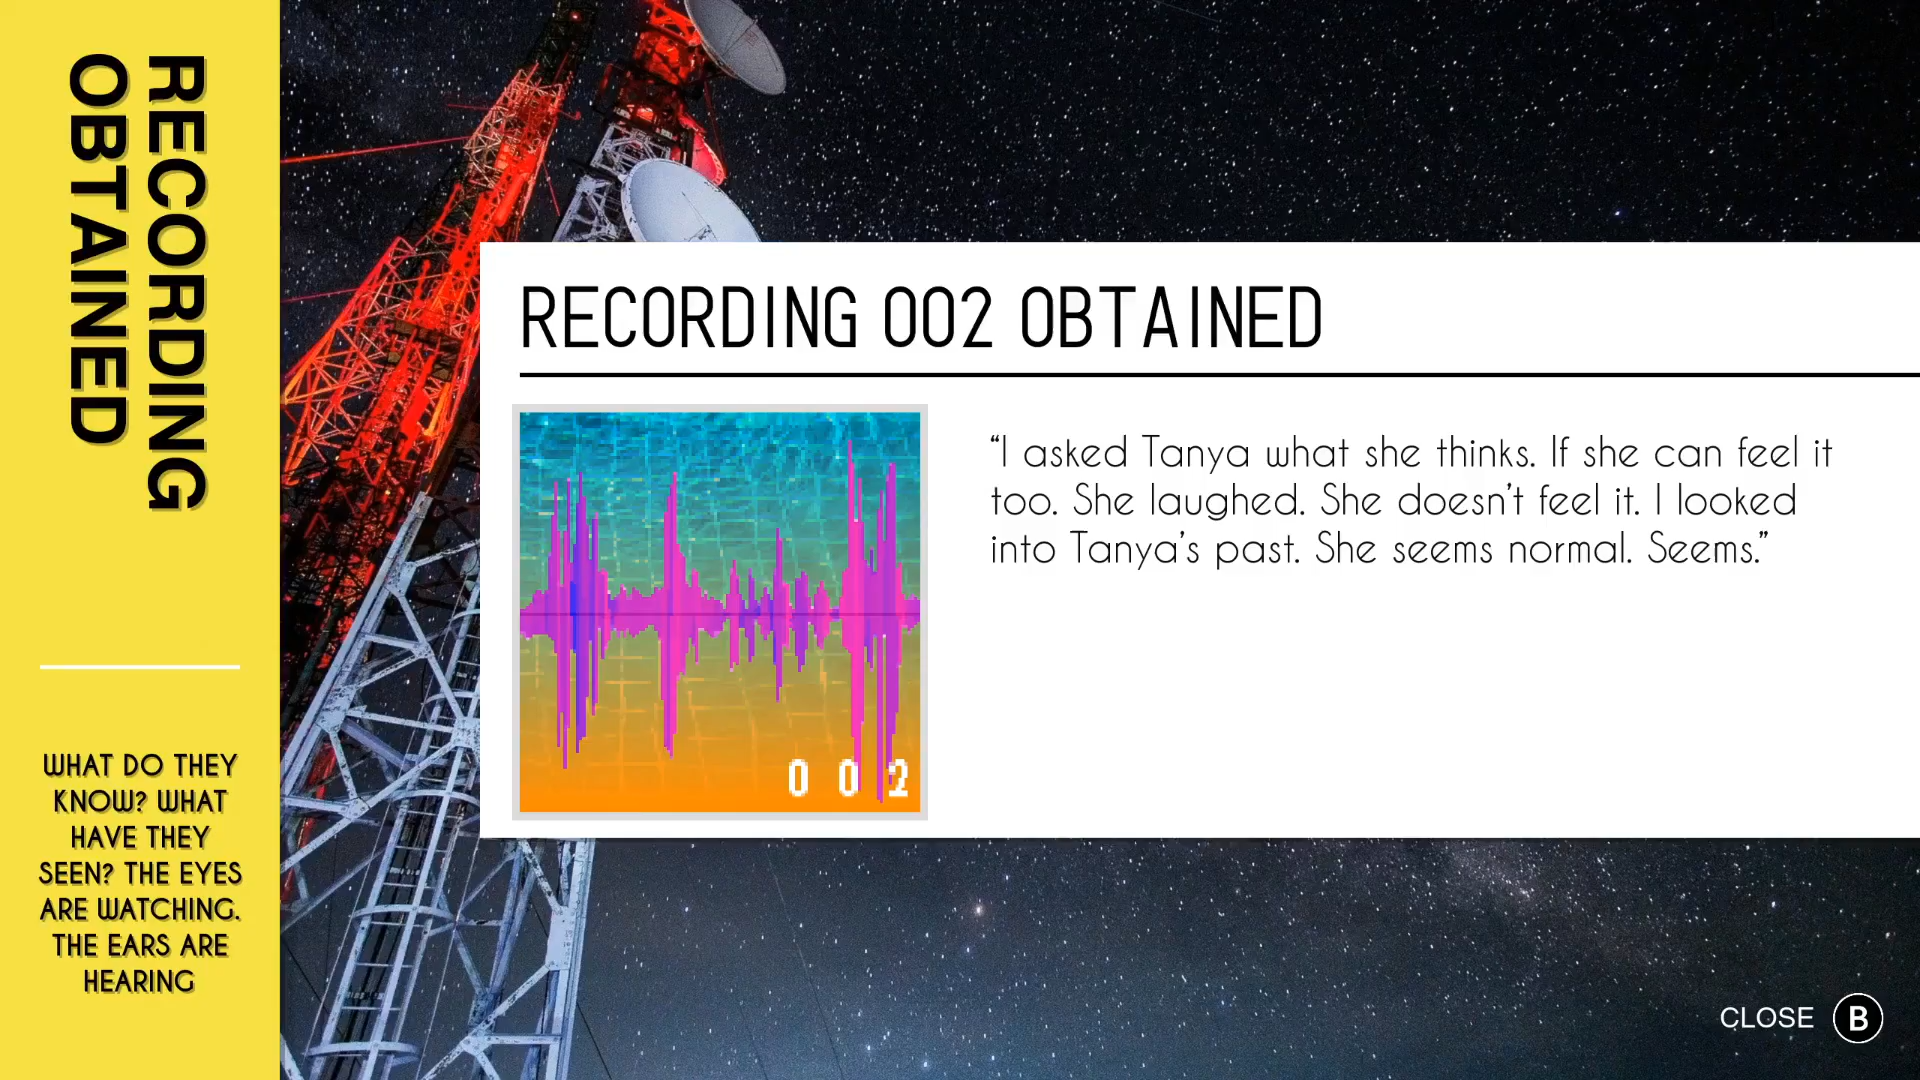 RECORDING
OBTAINED
WHAT DO THEY
KNOW? WHAT
HAVE THEY
SEEN? THE EYES
ARE WATCHING.
THE EARS ARE
HEARING
RECORDING 002 OBTAINED
002
“I asked Tanya what she thinks. If she can feel it
too. She laughed. She doesn’t feel it. I looked
into Tanya’s past. She seems normal. Seems.”
CLOSE B